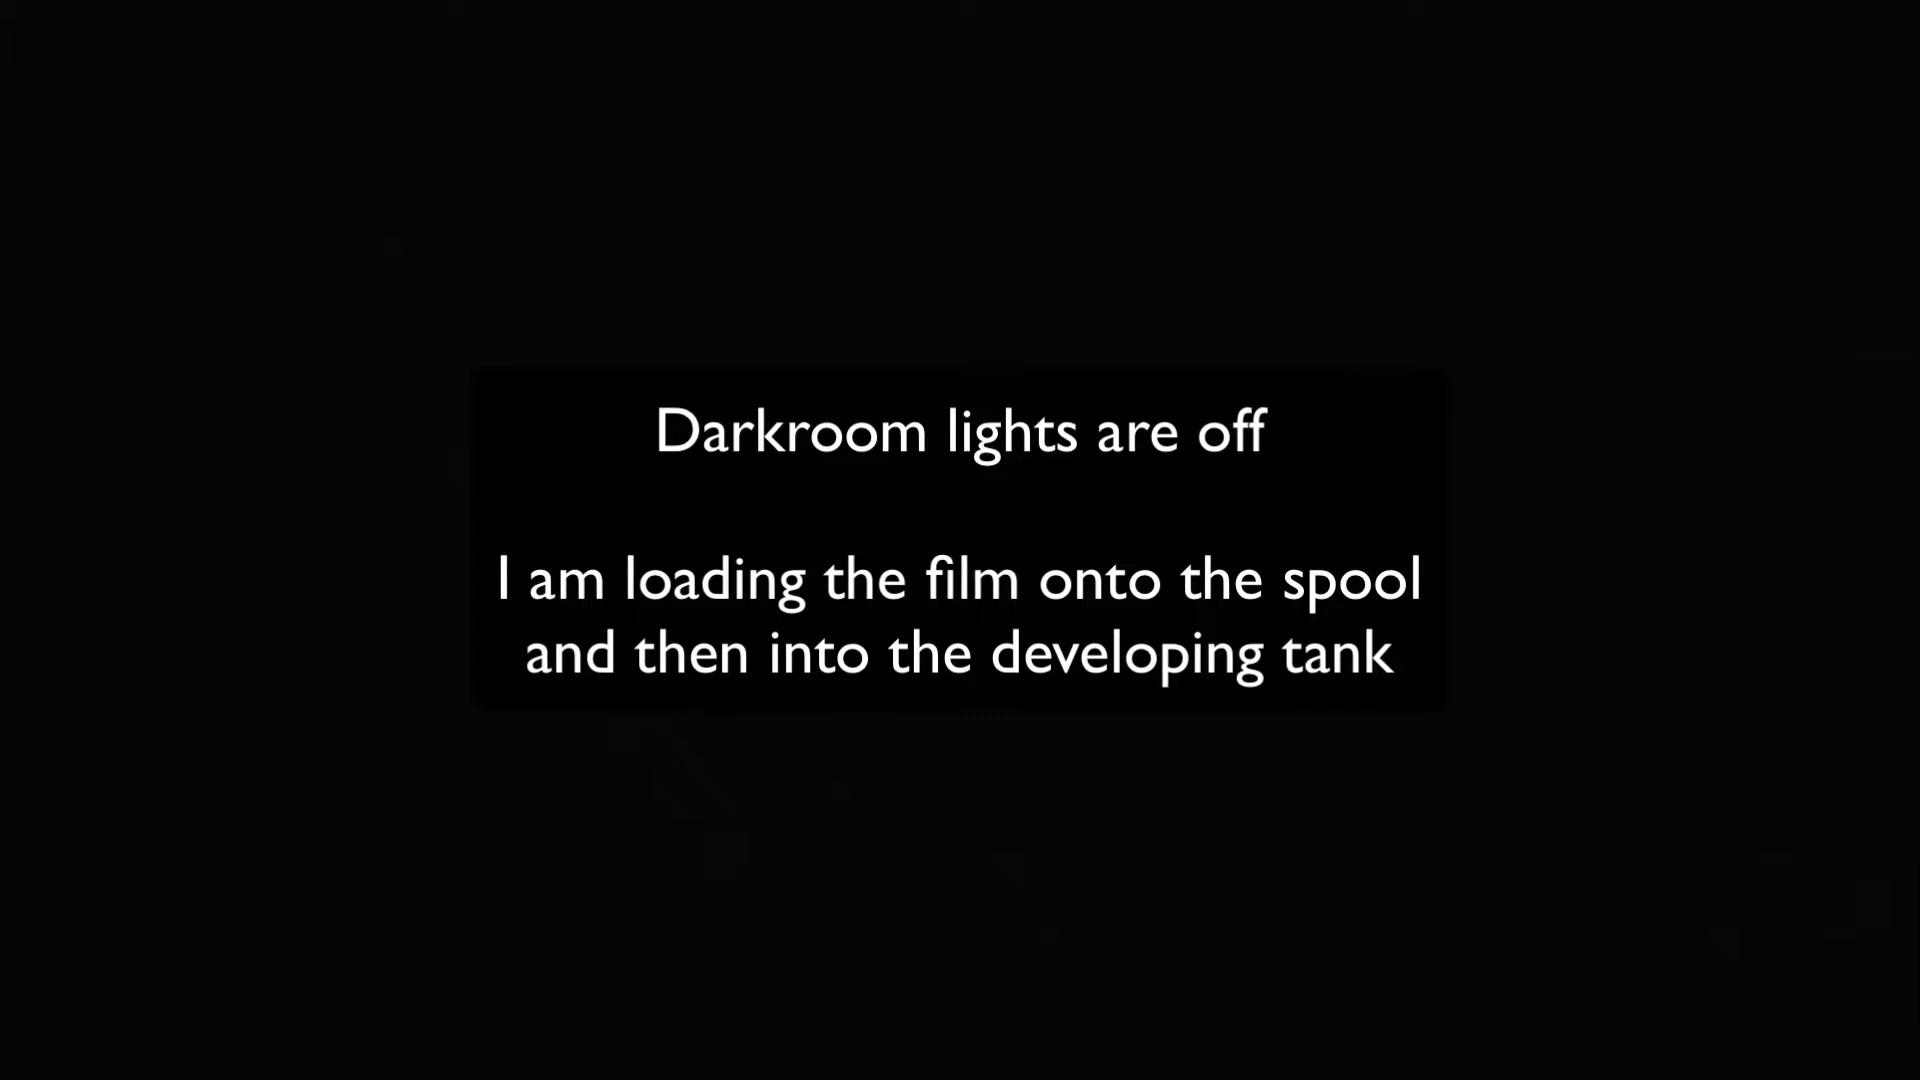 Darkroom lights are off
I am loading the film onto the spool
and then into the developing tank